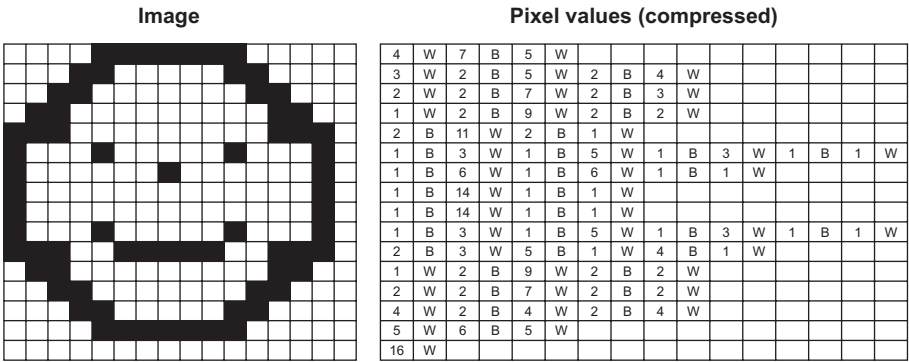 Image Pixel values (compressed)
4 W 7 B 5 W
3 W 2 B 5 W 2 B 4 W
2 W 2 B 7 W 2 B 3 W
1 W 2 B 9 W 2 B 2 W
2 B 11 W 2 B 1 W
1 B 3 W 1 B 5 W 1 B 3 W 1 B 1 W
1 B 6 W 1 B 6 W 1 B 1 W
1 B 14 W 1 B 1 W
1 B 14 W 1 B 1 W
1 B 3 W 1 B 5 W 1 B 3 W 1 B 1 W
2 B 3 W 5 B 1 W 4 B 1 W
1 W 2 B 9 W 2 B 2 W
2 W 2 B 7 W 2 B 2 W
4 W 2 B 4 W 2 B 4 W
5 W 6 B 5 W
16 W